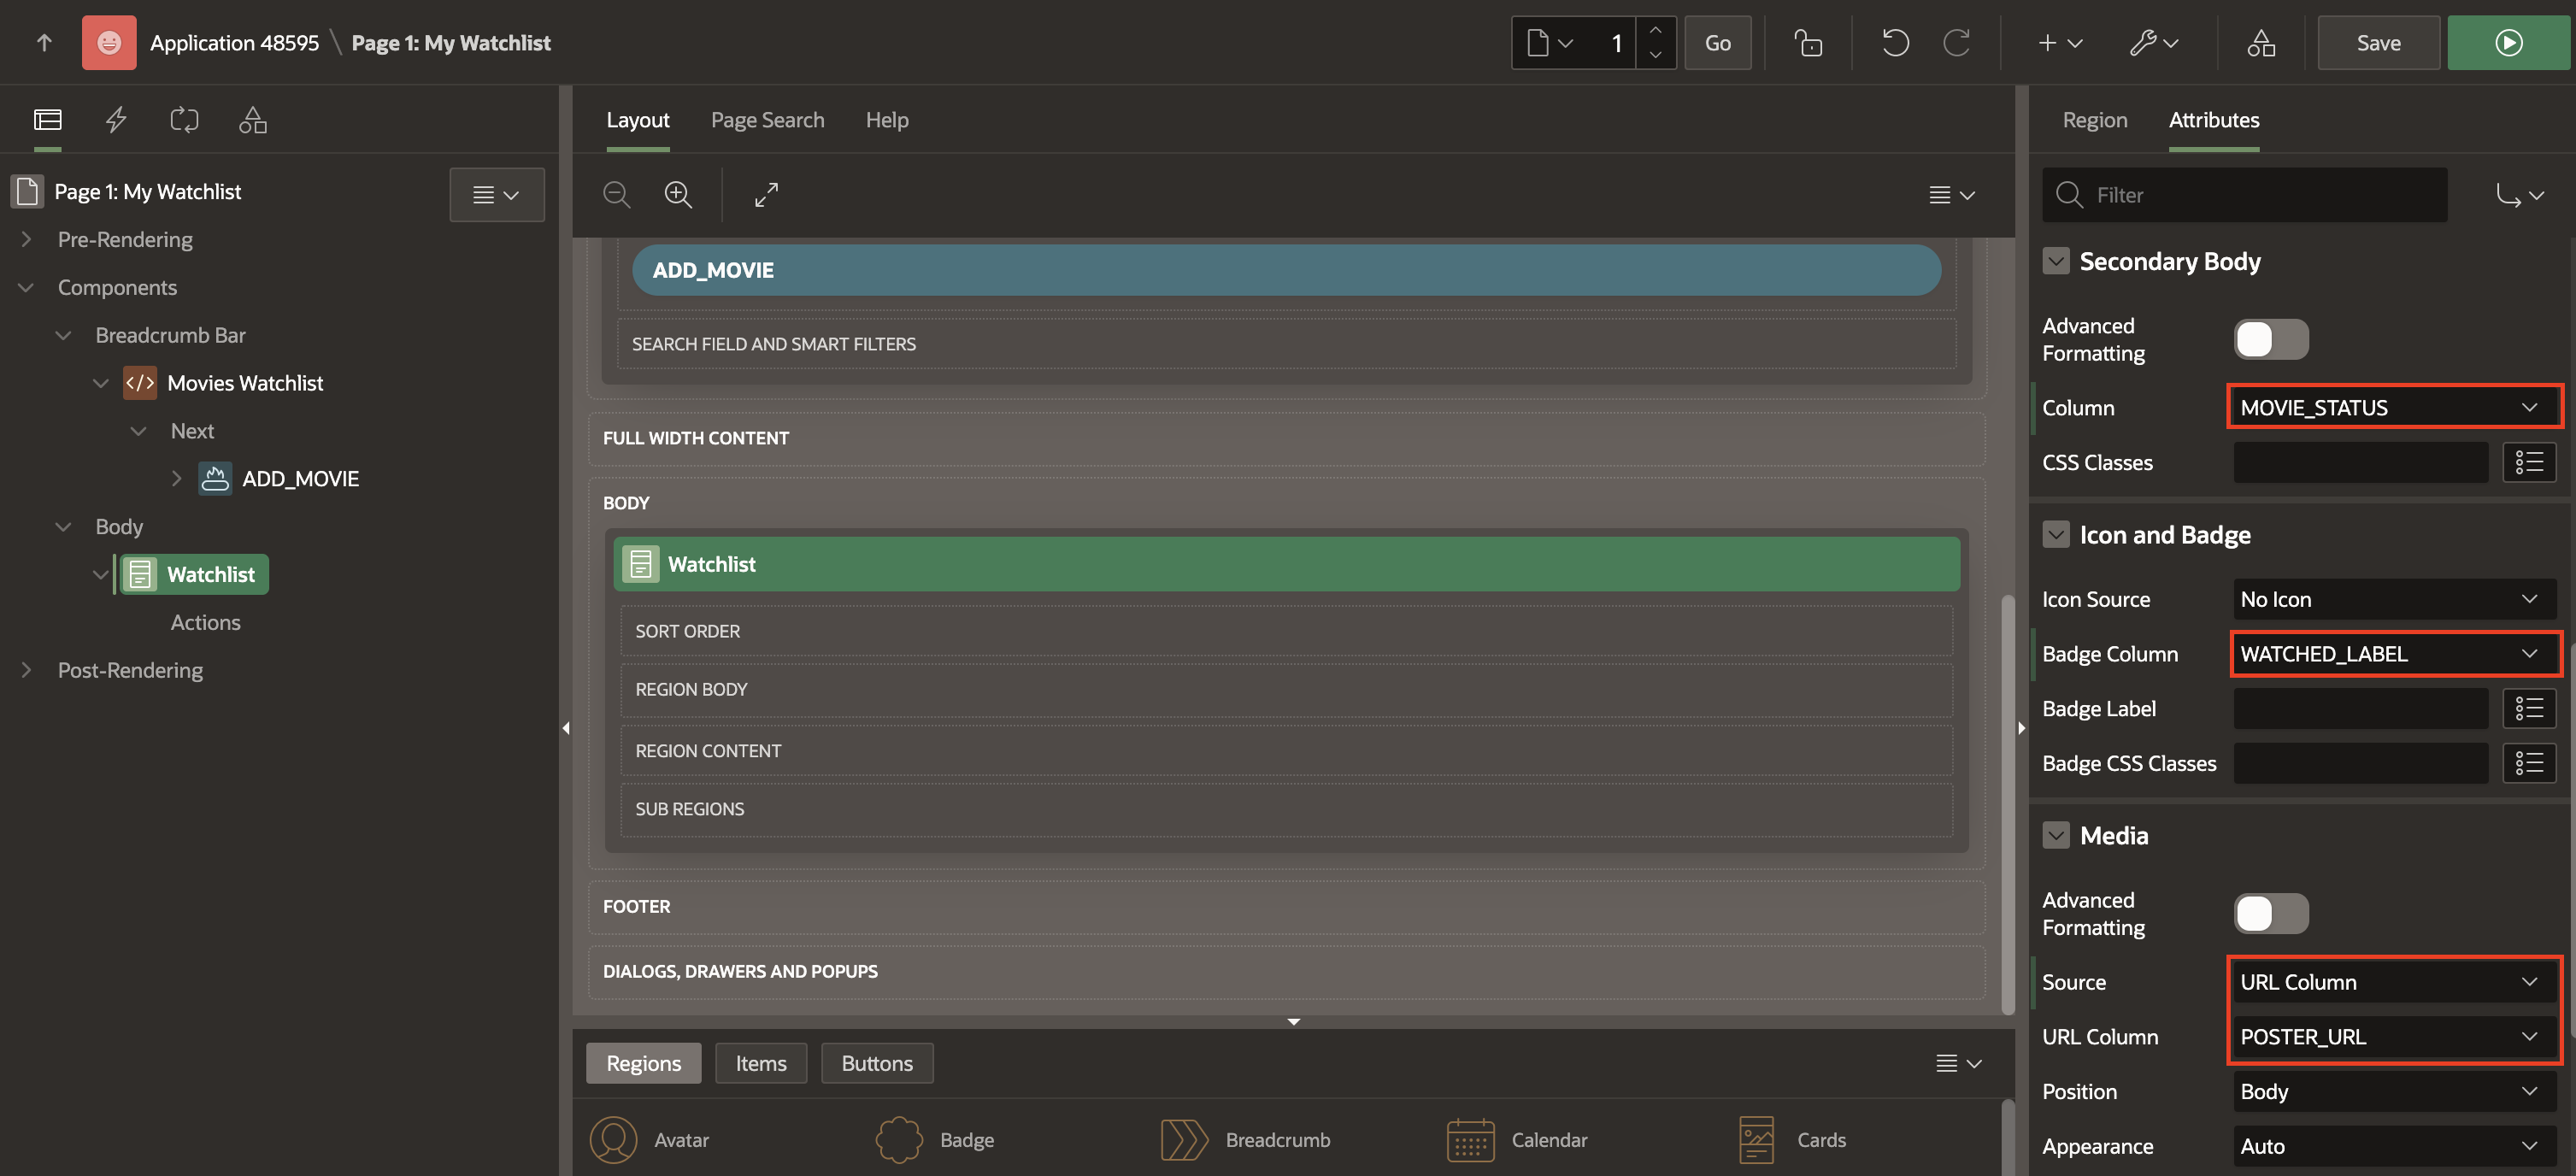 Application 48595 \ Page 1: My Watchlist
1
Go
Save
Page 1: My Watchlist
Pre-Rendering
Components
Breadcrumb Bar
</> Movies Watchlist
Next
ADD_MOVIE
Body
Watchlist
Actions
Post-Rendering
Layout Page Search Help
ADD_MOVIE
SEARCH FIELD AND SMART FILTERS
FULL WIDTH CONTENT
BODY
Watchlist
SORT ORDER
REGION BODY
REGION CONTENT
SUB REGIONS
FOOTER
DIALOGS, DRAWERS AND POPUPS
Regions Items Buttons
Avatar Badge Breadcrumb Calendar Cards
Region Attributes
Filter
Secondary Body
Advanced
Formatting
Column MOVIE_STATUS
CSS Classes
Icon and Badge
Icon Source No Icon
Badge Column WATCHED_LABEL
Badge Label
Badge CSS Classes
Media
Advanced
Formatting
Source URL Column
URL Column POSTER_URL
Position Body
Appearance Auto